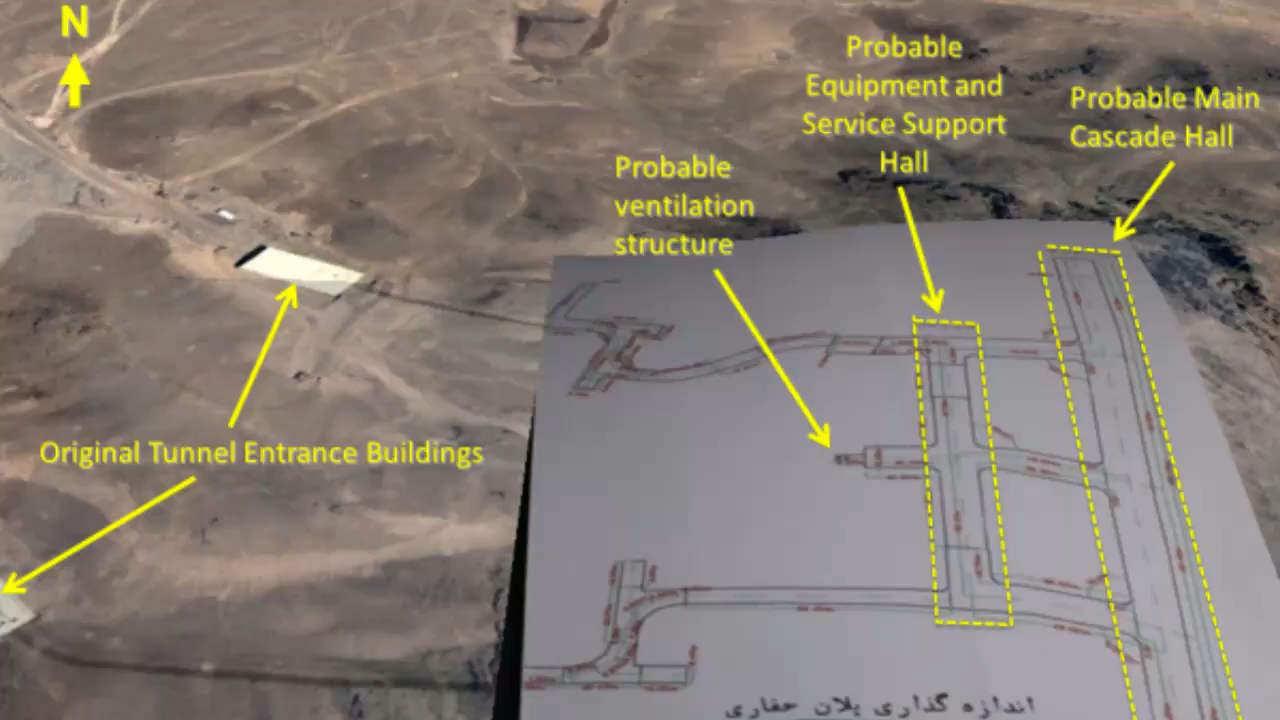 N
Probable
Equipment and
Service Support
Hall
Probable Main
Cascade Hall
Probable
ventilation
structure
Original Tunnel Entrance Buildings
اندازه گذاری پلان حفاری